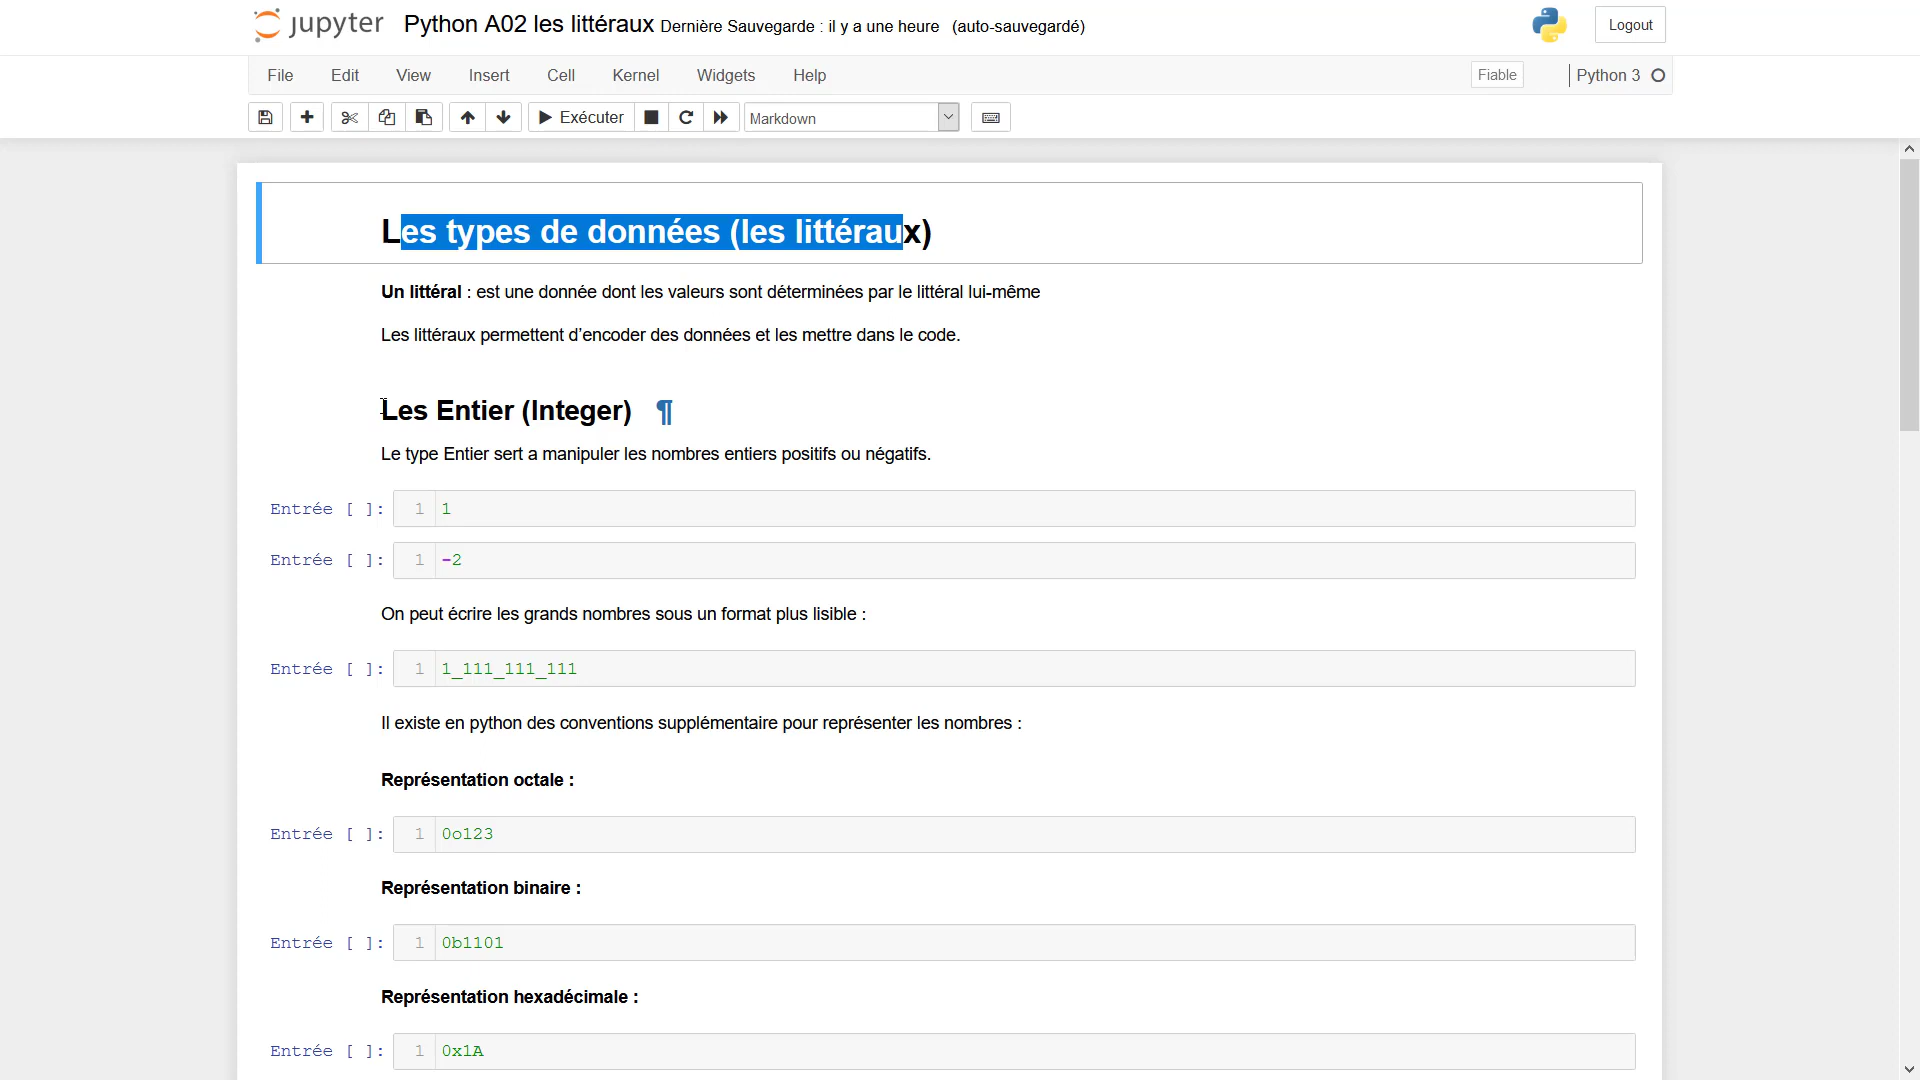 jupyter Python A02 les littéraux Dernière Sauvegarde : il y a une heure (auto-sauvegardé) Logout
File Edit View Insert Cell Kernel Widgets Help Fiable Python 3
Exécuter Markdown
Les types de données (les littéraux)
Un littéral : est une donnée dont les valeurs sont déterminées par le littéral lui-même
Les littéraux permettent d’encoder des données et les mettre dans le code.
Les Entier (Integer) ¶
Le type Entier sert a manipuler les nombres entiers positifs ou négatifs.
Entrée [ ]: 1 1
Entrée [ ]: 1 -2
On peut écrire les grands nombres sous un format plus lisible :
Entrée [ ]: 1 1_111_111_111
Il existe en python des conventions supplémentaire pour représenter les nombres :
Représentation octale :
Entrée [ ]: 1 0o123
Représentation binaire :
Entrée [ ]: 1 0b1101
Représentation hexadécimale :
Entrée [ ]: 1 0x1A